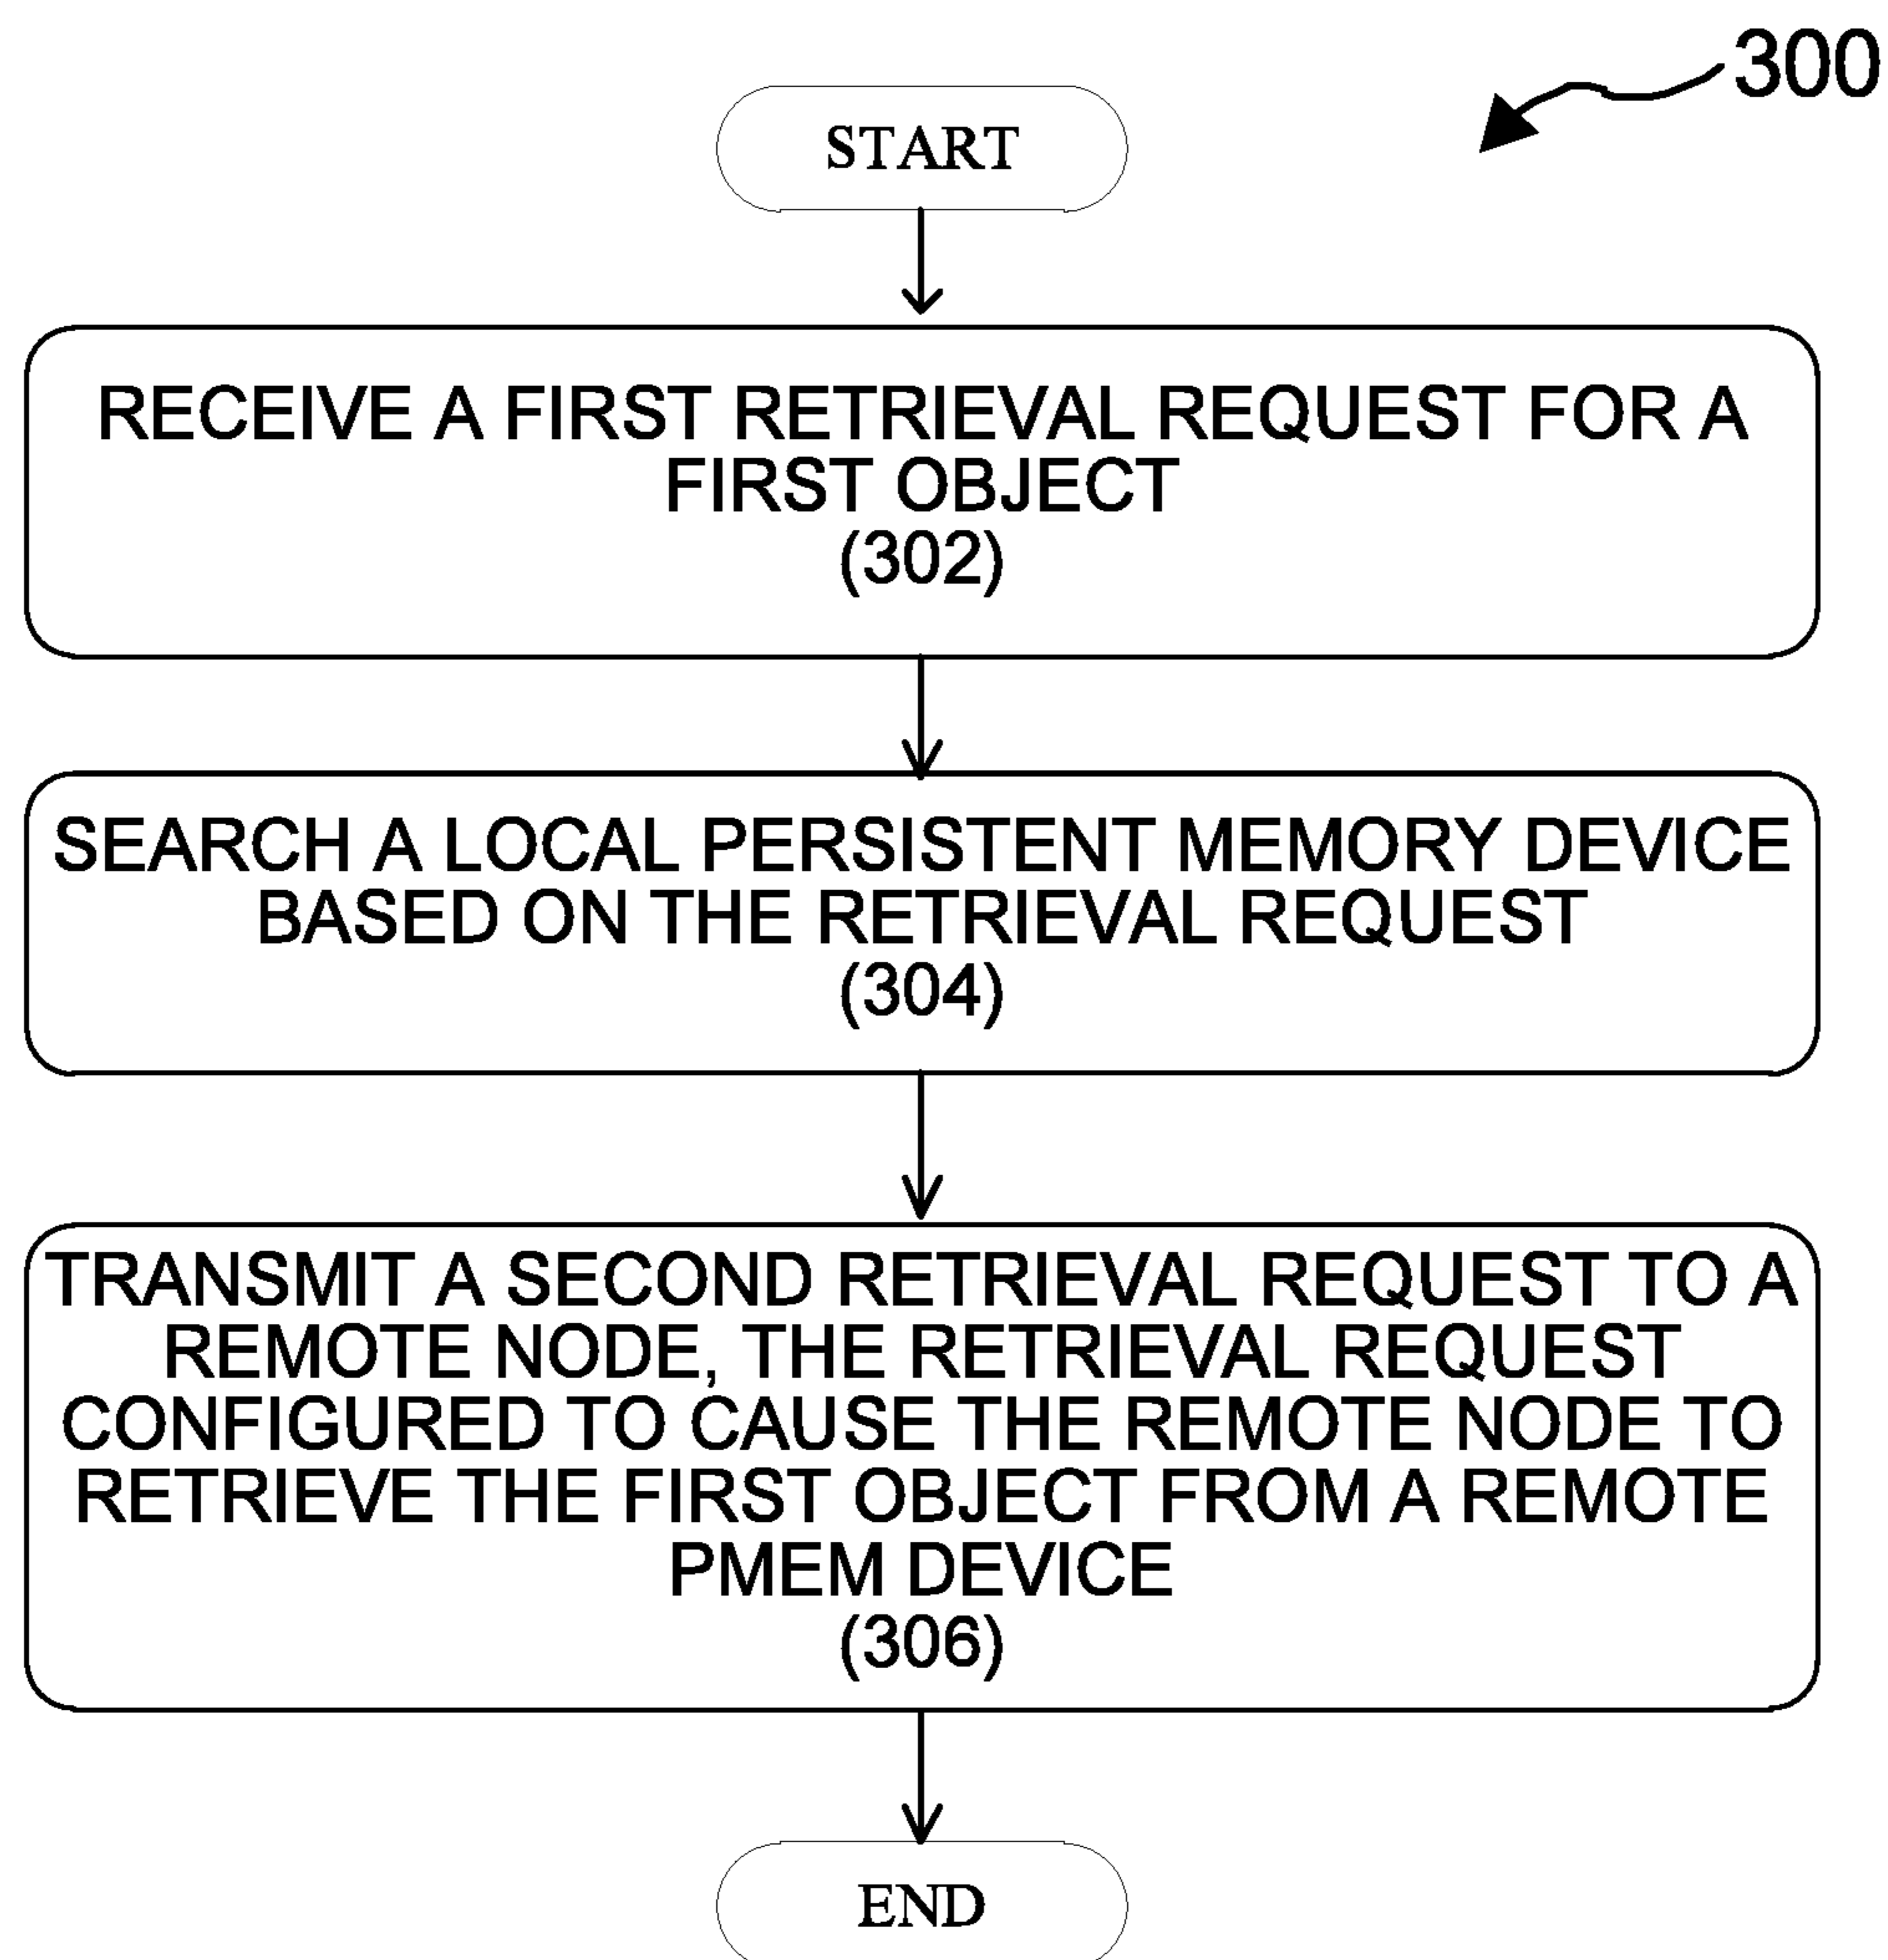 300
START
RECEIVE A FIRST RETRIEVAL REQUEST FOR A
FIRST OBJECT
(302)
SEARCH A LOCAL PERSISTENT MEMORY DEVICE
BASED ON THE RETRIEVAL REQUEST
(304)
TRANSMIT A SECOND RETRIEVAL REQUEST TO A
REMOTE NODE, THE RETRIEVAL REQUEST
CONFIGURED TO CAUSE THE REMOTE NODE TO
RETRIEVE THE FIRST OBJECT FROM A REMOTE
PMEM DEVICE
(306)
END